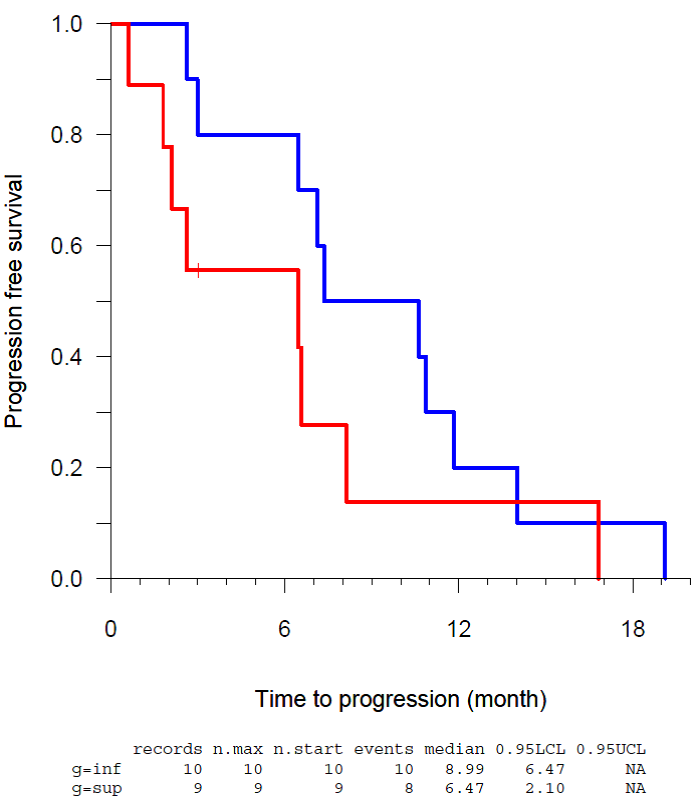 1.0
0.8
0.6
0.4
0.2
0.0
Progression free survival
0 6 12 18
Time to progression (month)
records n.max n.start events median 0.95LCL 0.95UCL
g=inf 10 10 10 10 8.99 6.47 NA
g=sup 9 9 9 8 6.47 2.10 NA